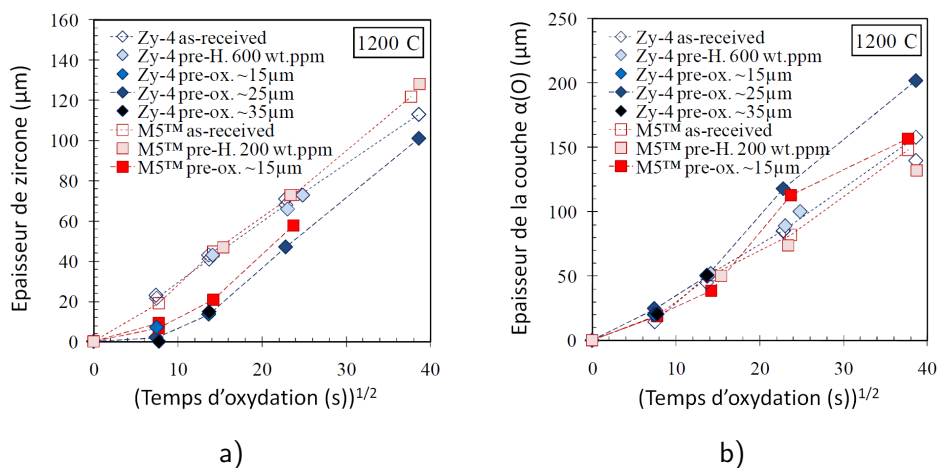 a)
140
120
100
80
60
40
20
0
Epaisseur de zircone (µm)
Zy-4 as-received
Zy-4 pre-H. 600 wt.ppm
Zy-4 pre-ox. ~15µm
Zy-4 pre-ox. ~25µm
Zy-4 pre-ox. ~35µm
M5™ as-received
M5™ pre-H. 200 wt.ppm
M5™ pre-ox. ~15µm
1200 C
0 10 20 30 40
(Temps d'oxydation (s))1/2
a)
b)
250
200
150
100
50
0
Epaisseur de la couche α(O) (µm)
Zy-4 as-received
Zy-4 pre-H. 600 wt.ppm
Zy-4 pre-ox. ~15µm
Zy-4 pre-ox. ~25µm
Zy-4 pre-ox. ~35µm
M5™ as-received
M5™ pre-H. 200 wt.ppm
M5™ pre-ox. ~15µm
1200 C
0 10 20 30 40
(Temps d'oxydation (s))1/2
b)